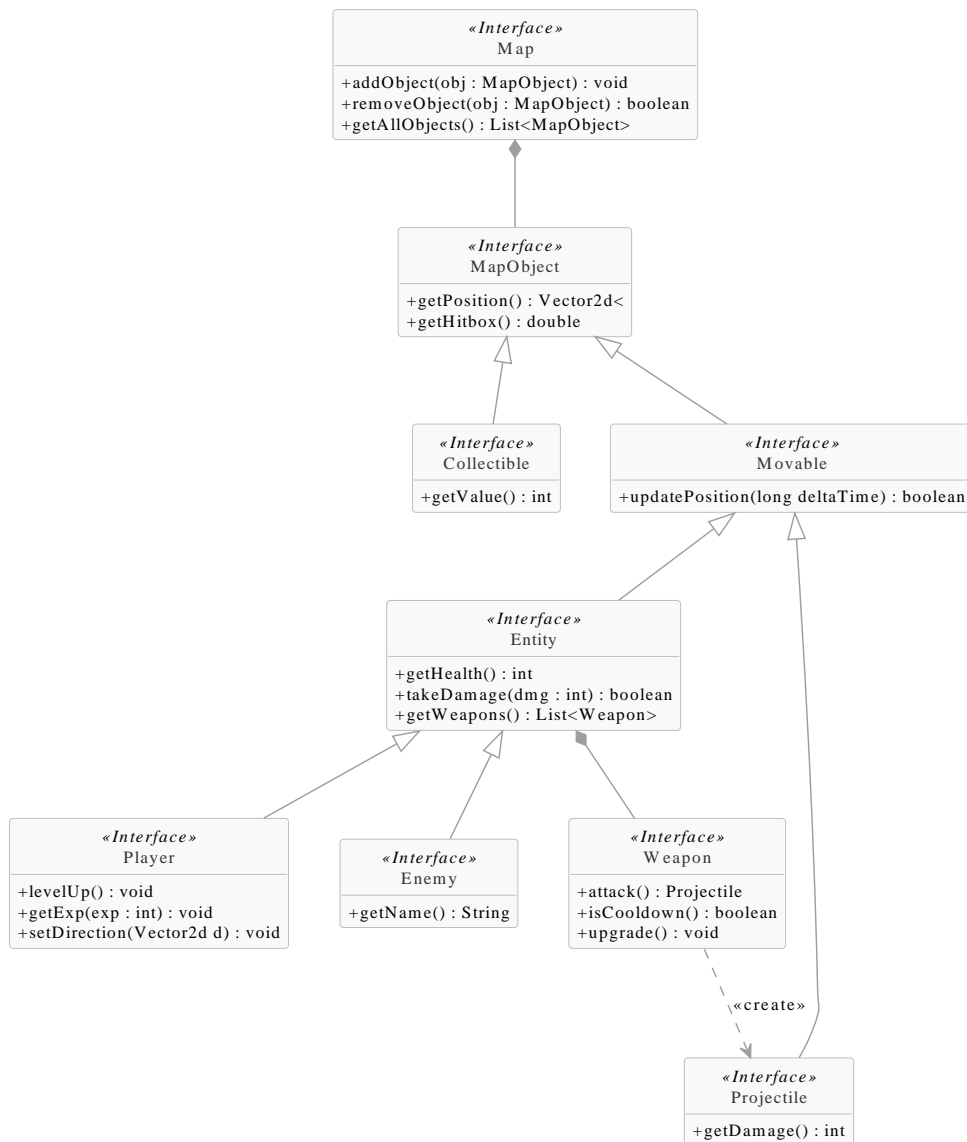 «Interface»
Map
+addObject(obj : MapObject) : void
+removeObject(obj : MapObject) : boolean
+getAllObjects() : List<MapObject>
«Interface»
MapObject
+getPosition() : Vector2d<
+getHitbox() : double
«Interface»
Collectible
+getValue() : int
«Interface»
Movable
+updatePosition(long deltaTime) : boolean
«Interface»
Entity
+getHealth() : int
+takeDamage(dmg : int) : boolean
+getWeapons() : List<Weapon>
«Interface»
Player
+levelUp() : void
+getExp(exp : int) : void
+setDirection(Vector2d d) : void
«Interface»
Enemy
+getName() : String
«Interface»
Weapon
+attack() : Projectile
+isCooldown() : boolean
+upgrade() : void
«create»
«Interface»
Projectile
+getDamage() : int